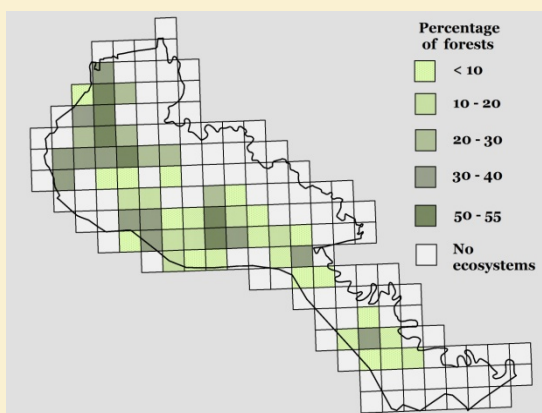 Percentage
of forests
< 10
10 - 20
20 - 30
30 - 40
50 - 55
No
ecosystems